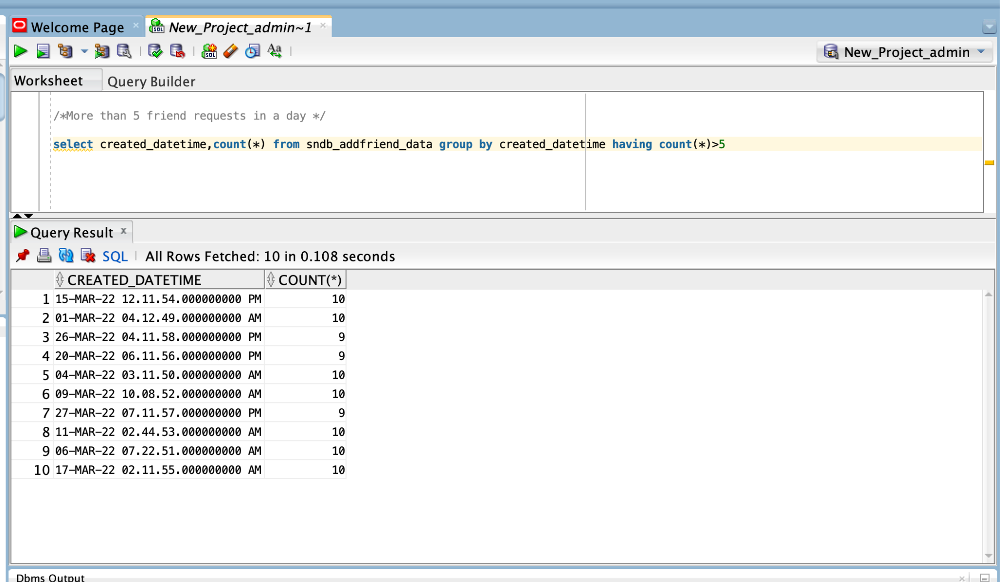 Welcome Page
New_Project_admin~1
New_Project_admin
Worksheet
Query Builder
/*More than 5 friend requests in a day */
select created_datetime,count(*) from sndb_addfriend_data group by created_datetime having count(*)>5
Query Result
SQL
All Rows Fetched: 10 in 0.108 seconds
CREATED_DATETIME COUNT(*)
1 15-MAR-22 12.11.54.000000000 PM 10
2 01-MAR-22 04.12.49.000000000 AM 10
3 26-MAR-22 04.11.58.000000000 PM 9
4 20-MAR-22 06.11.56.000000000 PM 9
5 04-MAR-22 03.11.50.000000000 AM 10
6 09-MAR-22 10.08.52.000000000 AM 10
7 27-MAR-22 07.11.57.000000000 PM 9
8 11-MAR-22 02.44.53.000000000 AM 10
9 06-MAR-22 07.22.51.000000000 AM 10
10 17-MAR-22 02.11.55.000000000 AM 10
Dbms Output